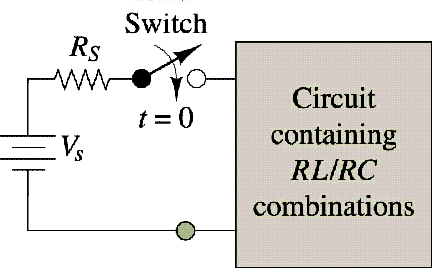 Switch
R_S
t = 0
V_s
Circuit
containing
RL/RC
combinations